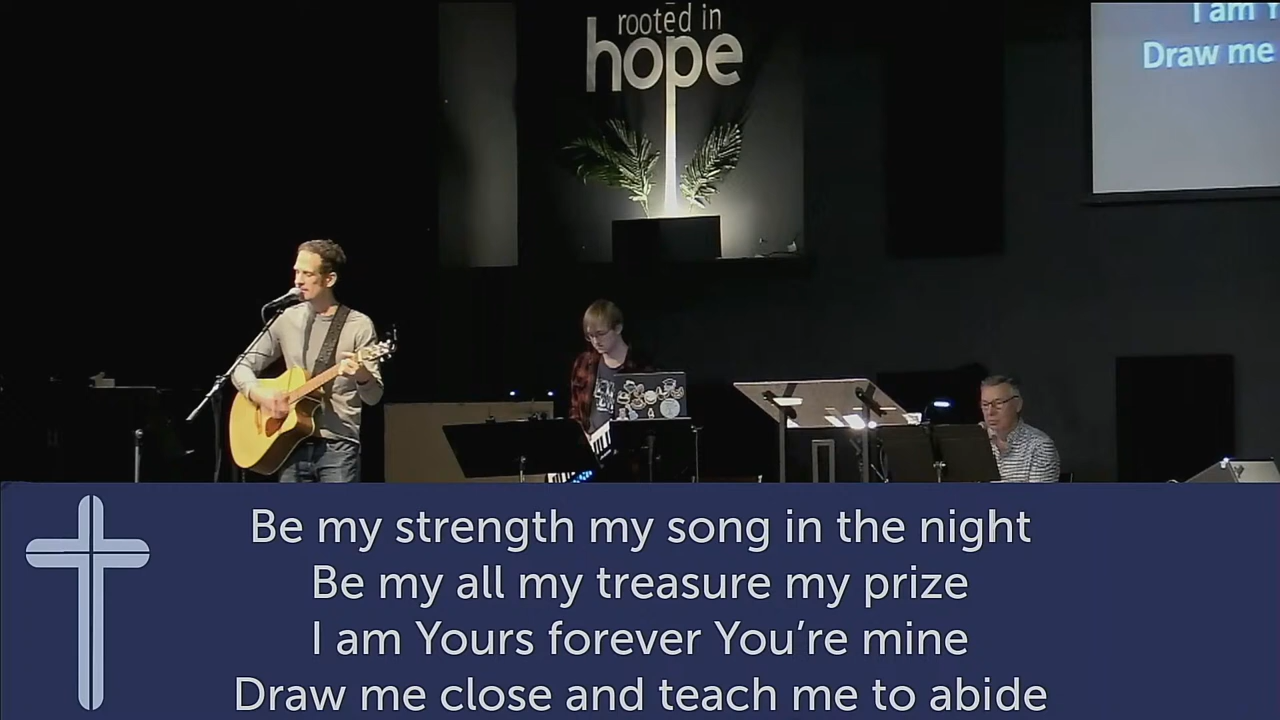 rooted in
hope
I am
Draw me
Be my strength my song in the night
Be my all my treasure my prize
I am Yours forever You're mine
Draw me close and teach me to abide